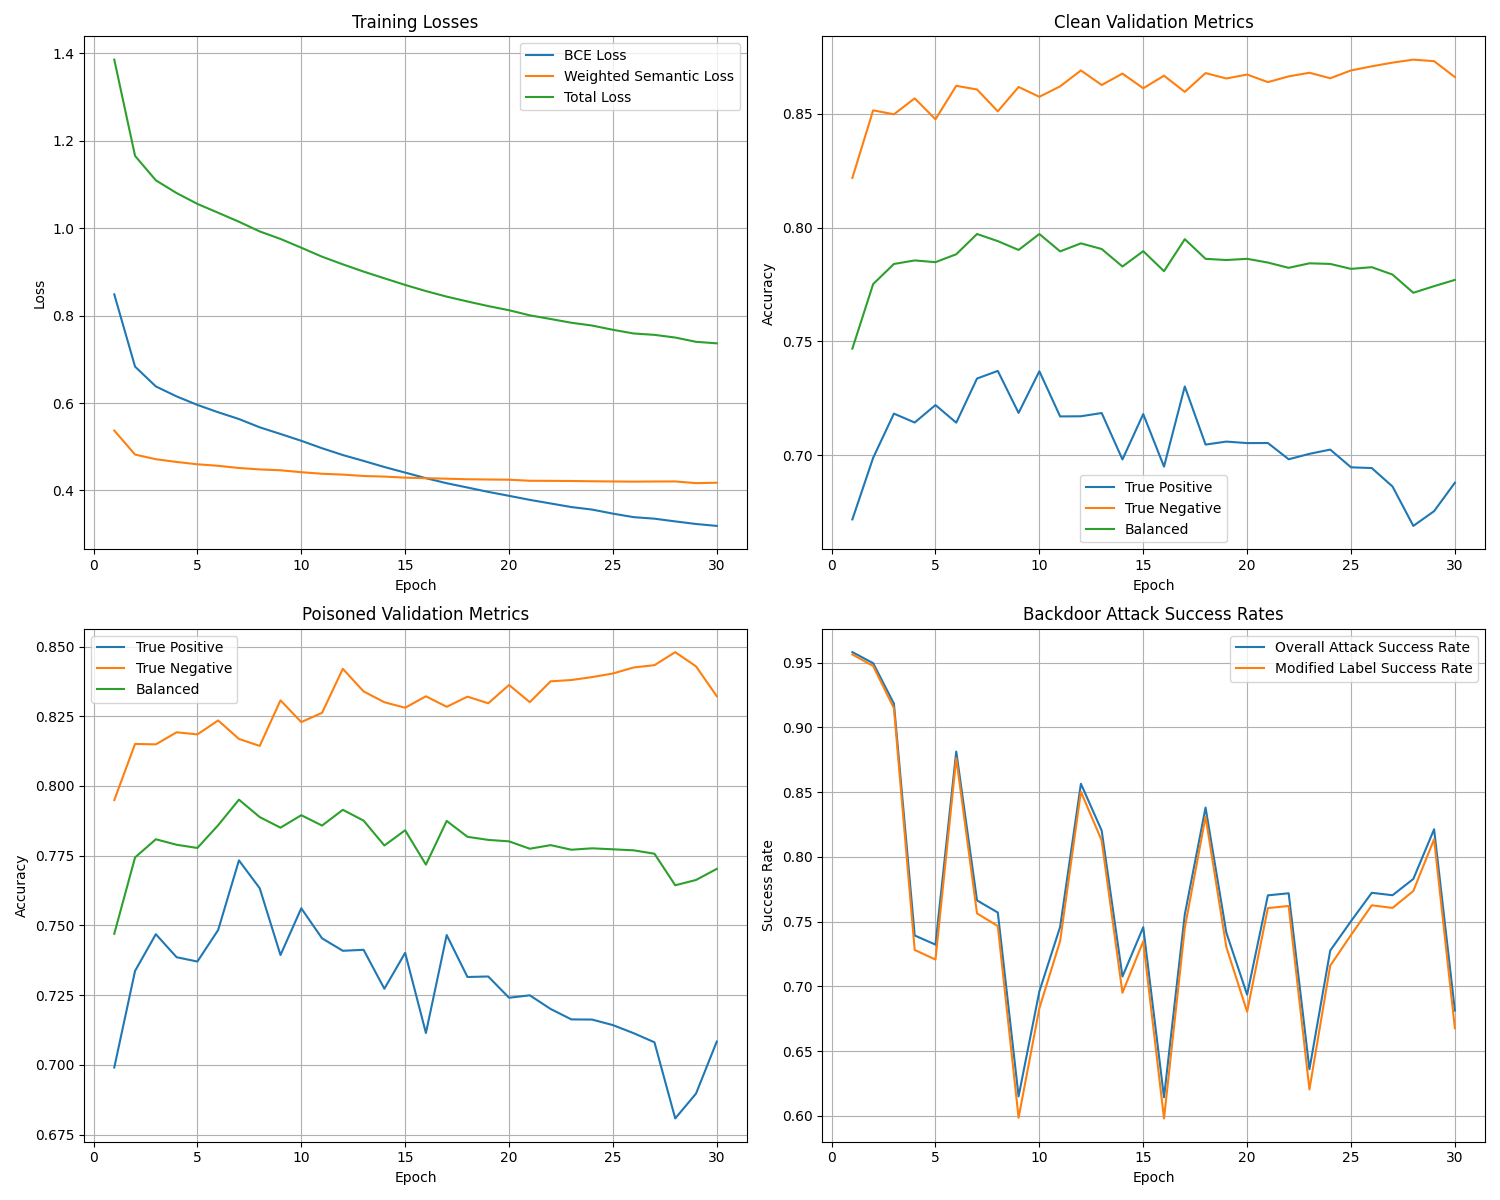 Training Losses
Loss
1.4
1.2
1.0
0.8
0.6
0.4
BCE Loss
Weighted Semantic Loss
Total Loss
0 5 10 15 20 25 30
Epoch
Clean Validation Metrics
Accuracy
0.85
0.80
0.75
0.70
True Positive
True Negative
Balanced
0 5 10 15 20 25 30
Epoch
Poisoned Validation Metrics
Accuracy
0.850
0.825
0.800
0.775
0.750
0.725
0.700
0.675
True Positive
True Negative
Balanced
0 5 10 15 20 25 30
Epoch
Backdoor Attack Success Rates
Success Rate
0.95
0.90
0.85
0.80
0.75
0.70
0.65
0.60
Overall Attack Success Rate
Modified Label Success Rate
0 5 10 15 20 25 30
Epoch